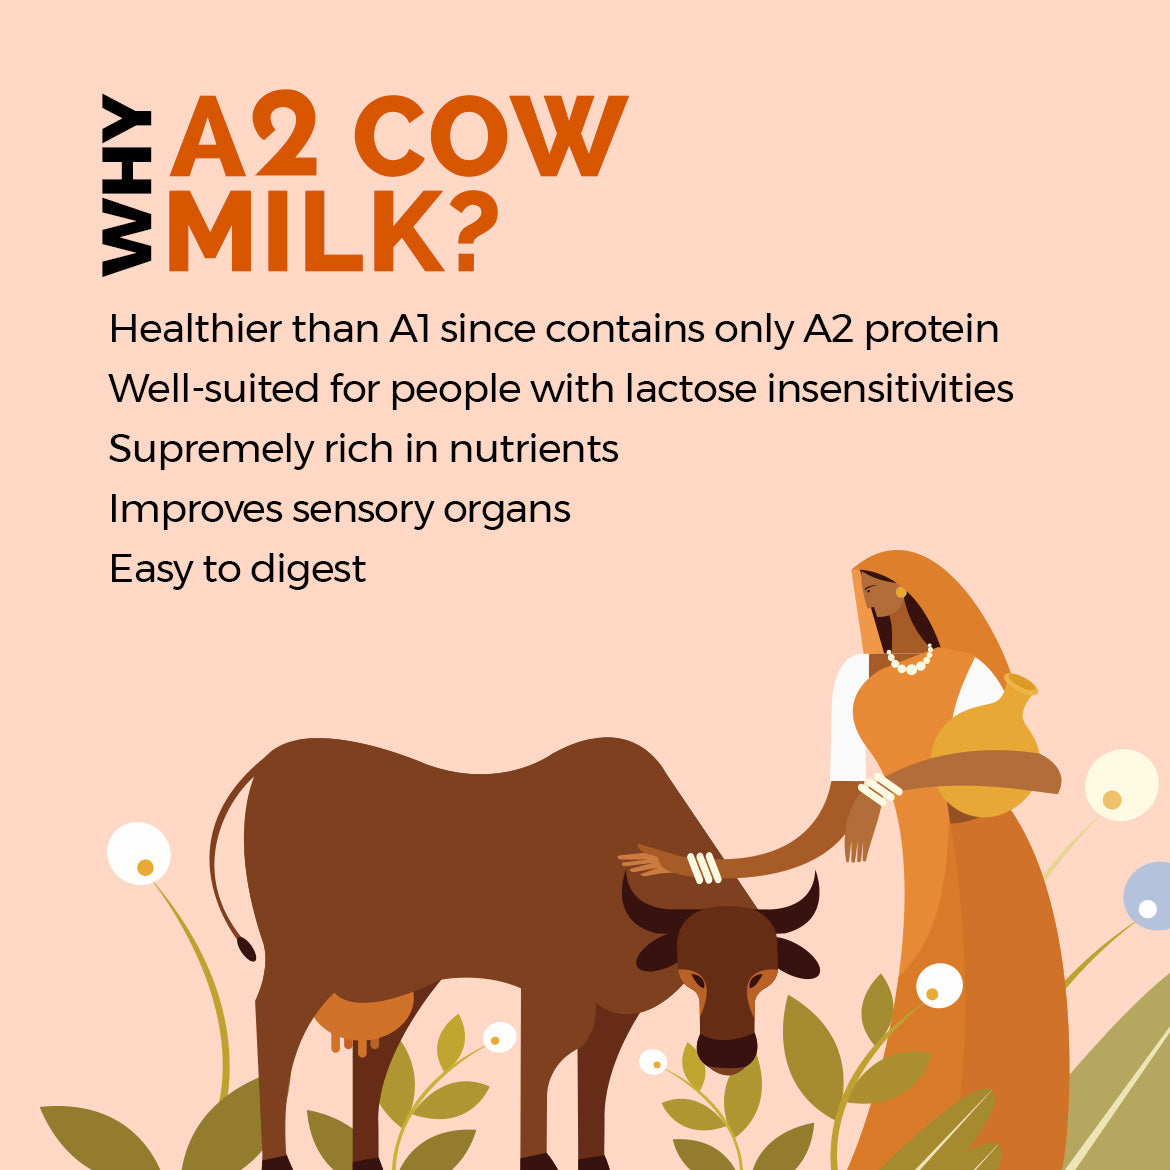 WHY
A2 COW
MILK?
Healthier than A1 since contains only A2 protein
Well-suited for people with lactose insensitivities
Supremely rich in nutrients
Improves sensory organs
Easy to digest